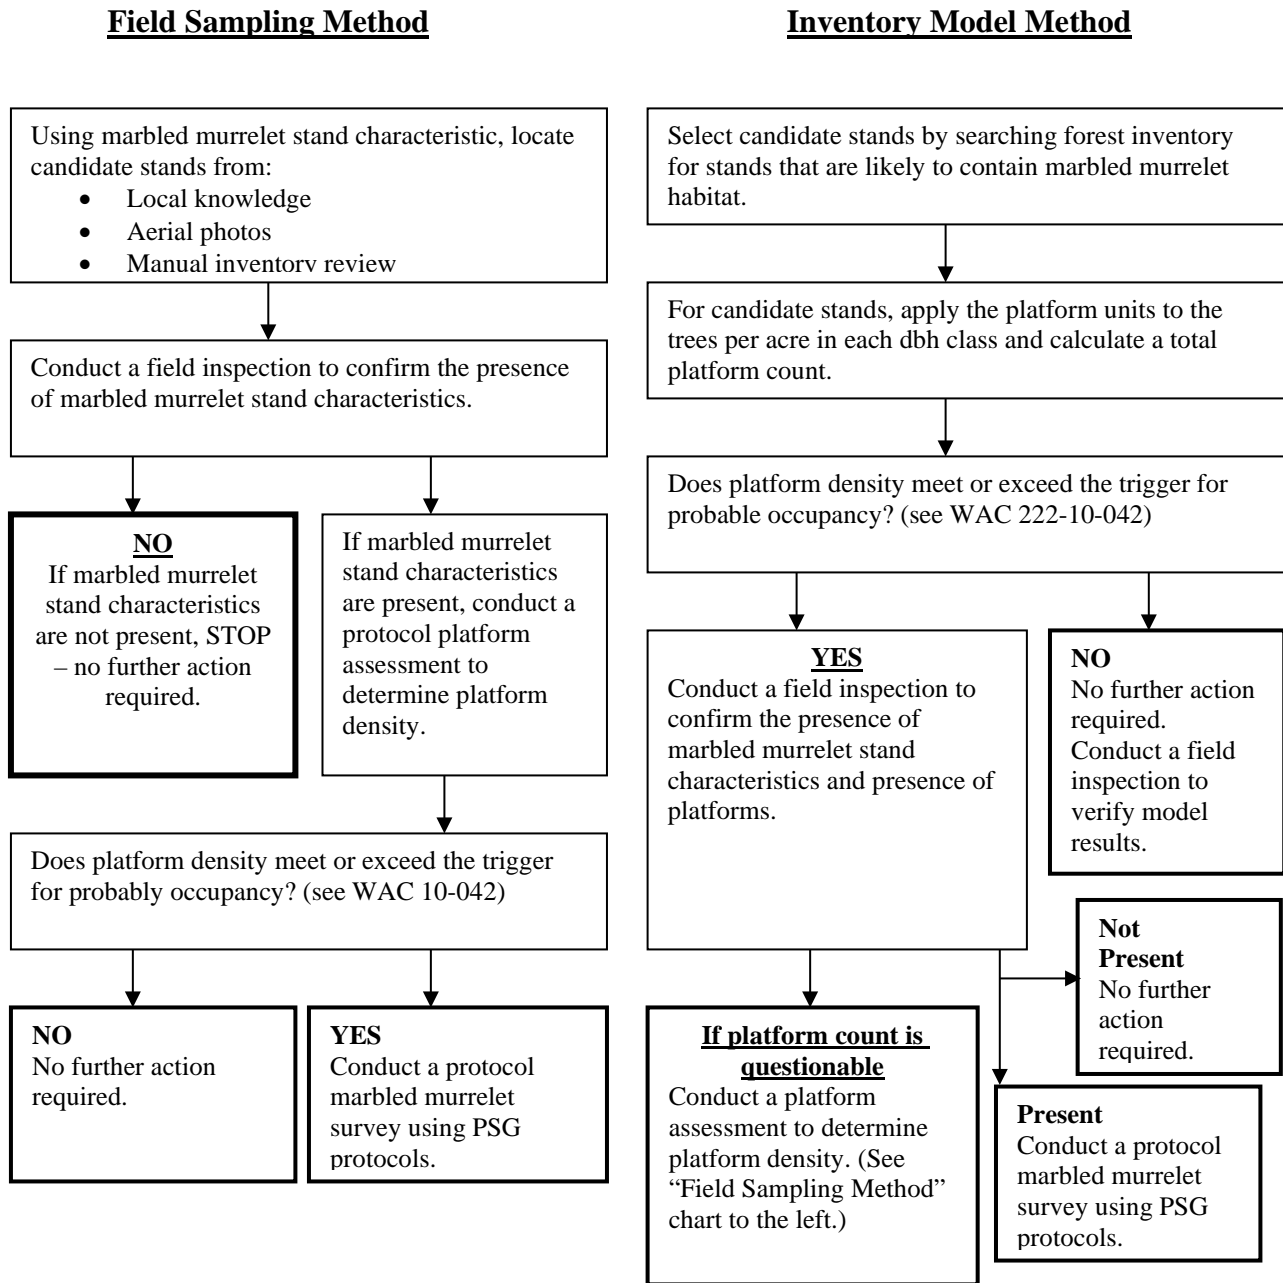 Field Sampling Method
Using marbled murrelet stand characteristic, locate
candidate stands from:
• Local knowledge
• Aerial photos
• Manual inventory review
Conduct a field inspection to confirm the presence
of marbled murrelet stand characteristics.
NO
If marbled murrelet
stand characteristics
are not present, STOP
– no further action
required.
If marbled murrelet
stand characteristics
are present, conduct a
protocol platform
assessment to
determine platform
density.
Does platform density meet or exceed the trigger
for probably occupancy? (see WAC 10-042)
NO
No further action
required.
YES
Conduct a protocol
marbled murrelet
survey using PSG
protocols.
Inventory Model Method
Select candidate stands by searching forest inventory
for stands that are likely to contain marbled murrelet
habitat.
For candidate stands, apply the platform units to the
trees per acre in each dbh class and calculate a total
platform count.
Does platform density meet or exceed the trigger for
probable occupancy? (see WAC 222-10-042)
YES
Conduct a field inspection to
confirm the presence of
marbled murrelet stand
characteristics and presence of
platforms.
NO
No further action
required.
Conduct a field
inspection to
verify model
results.
Not
Present
No further
action
required.
If platform count is
questionable
Conduct a platform
assessment to determine
platform density. (See
“Field Sampling Method”
chart to the left.)
Present
Conduct a protocol
marbled murrelet
survey using PSG
protocols.